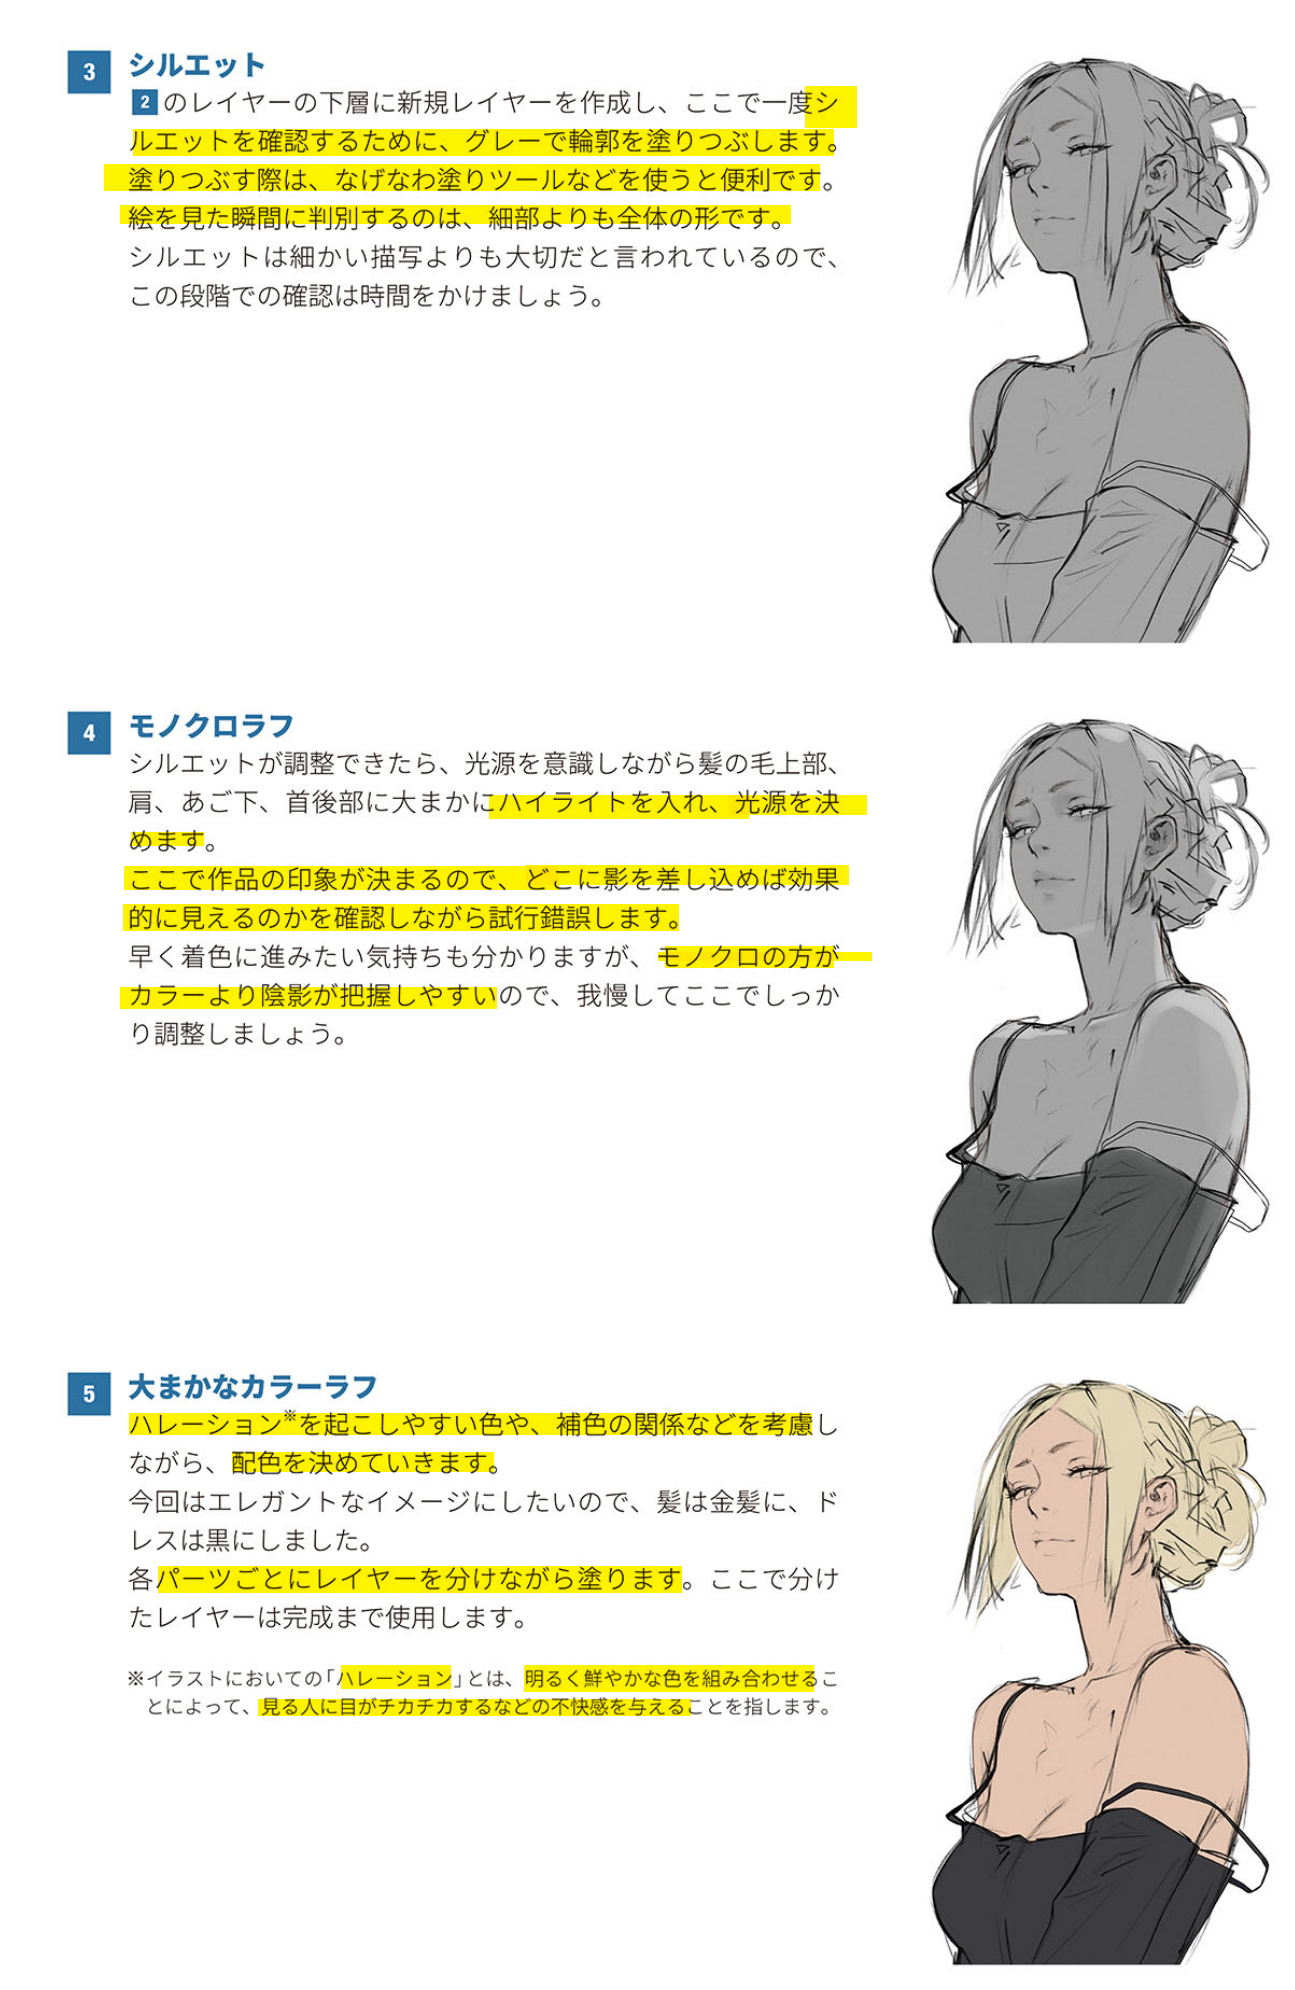 3 シルエット
2 のレイヤーの下層に新規レイヤーを作成し、ここで一度シ
ルエットを確認するために、グレーで輪郭を塗りつぶします。
塗りつぶす際は、なげなわ塗りツールなどを使うと便利です。
絵を見た瞬間に判別するのは、細部よりも全体の形です。
シルエットは細かい描写よりも大切だと言われているので、
この段階での確認は時間をかけましょう。
4 モノクロラフ
シルエットが調整できたら、光源を意識しながら髪の毛上部、
肩、あご下、首後部に大まかにハイライトを入れ、光源を決
めます。
ここで作品の印象が決まるので、どこに影を差し込めば効果
的に見えるのかを確認しながら試行錯誤します。
早く着色に進みたい気持ちも分かりますが、モノクロの方が
カラーより陰影が把握しやすいので、我慢してここでしっか
り調整しましょう。
5 大まかなカラーラフ
ハレーション※を起こしやすい色や、補色の関係などを考慮し
ながら、配色を決めていきます。
今回はエレガントなイメージにしたいので、髪は金髪に、ド
レスは黒にしました。
各パーツごとにレイヤーを分けながら塗ります。ここで分け
たレイヤーは完成まで使用します。
※イラストにおいての「ハレーション」とは、明るく鮮やかな色を組み合わせるこ
とによって、見る人に目がチカチカするなどの不快感を与えることを指します。